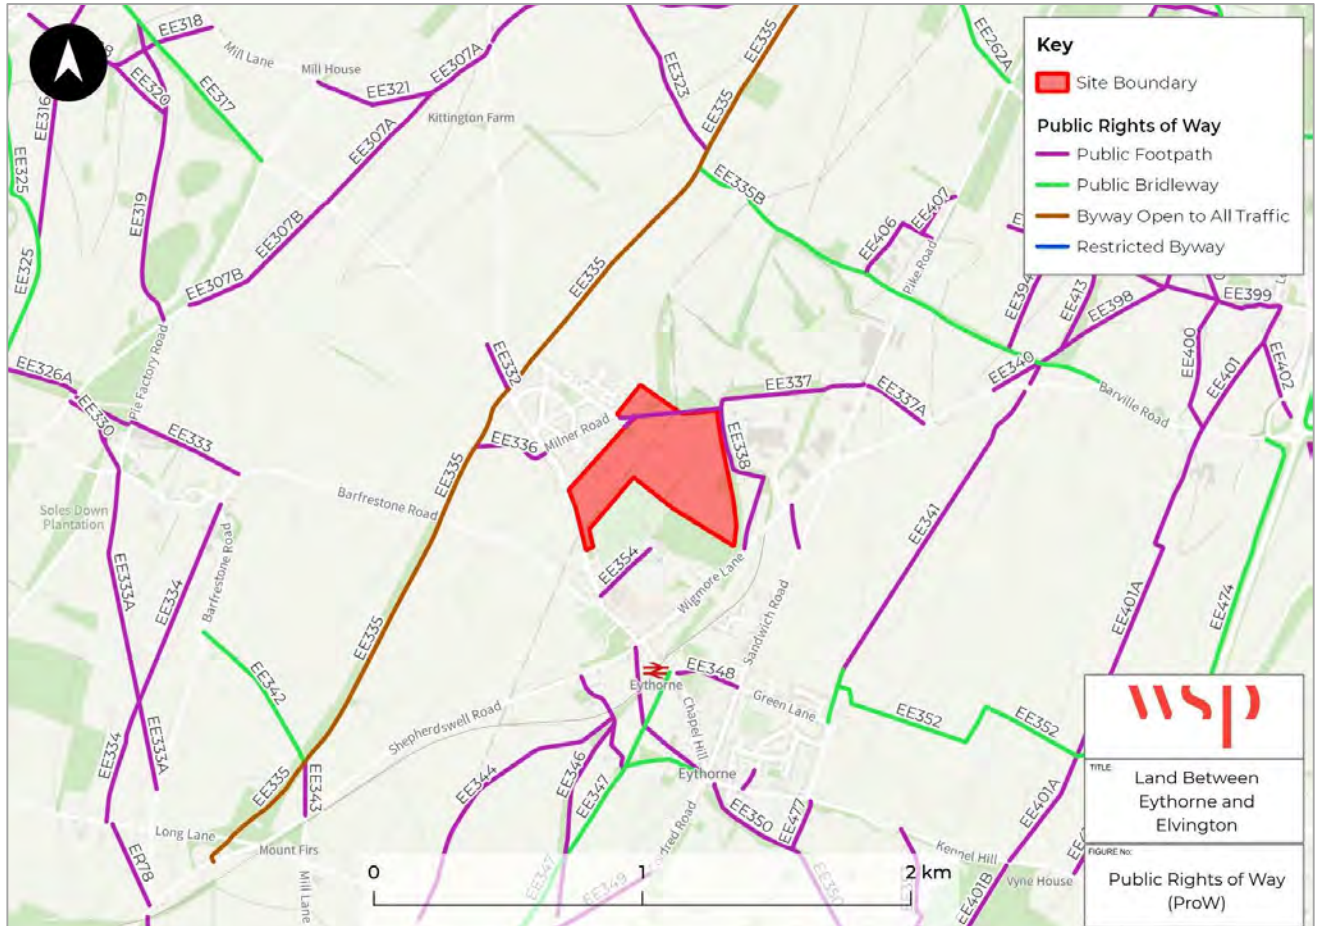 EE318
Mill Lane
Mill House
EE307A
EE321
EE320
EE317
EE316
Kittington Farm
EE307A
EE323
EE335
EE335
EE262A
EE325
EE319
EE307B
EE325
EE307B
EE335
EE335B
EE407
EE406
Pike Road
EE394
EE413
EE398
EE399
EE400
EE401
EE402
EE340
Barville Road
Pie Factory Road
EE326A
EE330
EE333
EE332
EE336
Milner Road
EE337
EE337A
EE338
EE335
Barfrestone Road
Soles Down
Plantation
Barfrestone Road
EE333A
EE334
EE354
Wigmore Lane
Sandwich Road
EE341
EE401A
EE474
EE335
EE342
Eythorne
EE348
Green Lane
Chapel Hill
Shepherdswell Road
EE352
EE352
EE334
EE333A
EE335
EE343
EE344
EE346
EE347
Eythorne
EE350
EE477
EE401A
Long Lane
Mount Firs
Mill Lane
ER78
EE347
EE349
Kennel Hill
Vyne House
EE401B
0
1
2 km
Key
Site Boundary
Public Rights of Way
Public Footpath
Public Bridleway
Byway Open to All Traffic
Restricted Byway
wsp
TITLE:
Land Between
Eythorne and
Elvington
FIGURE No:
Public Rights of Way
(ProW)